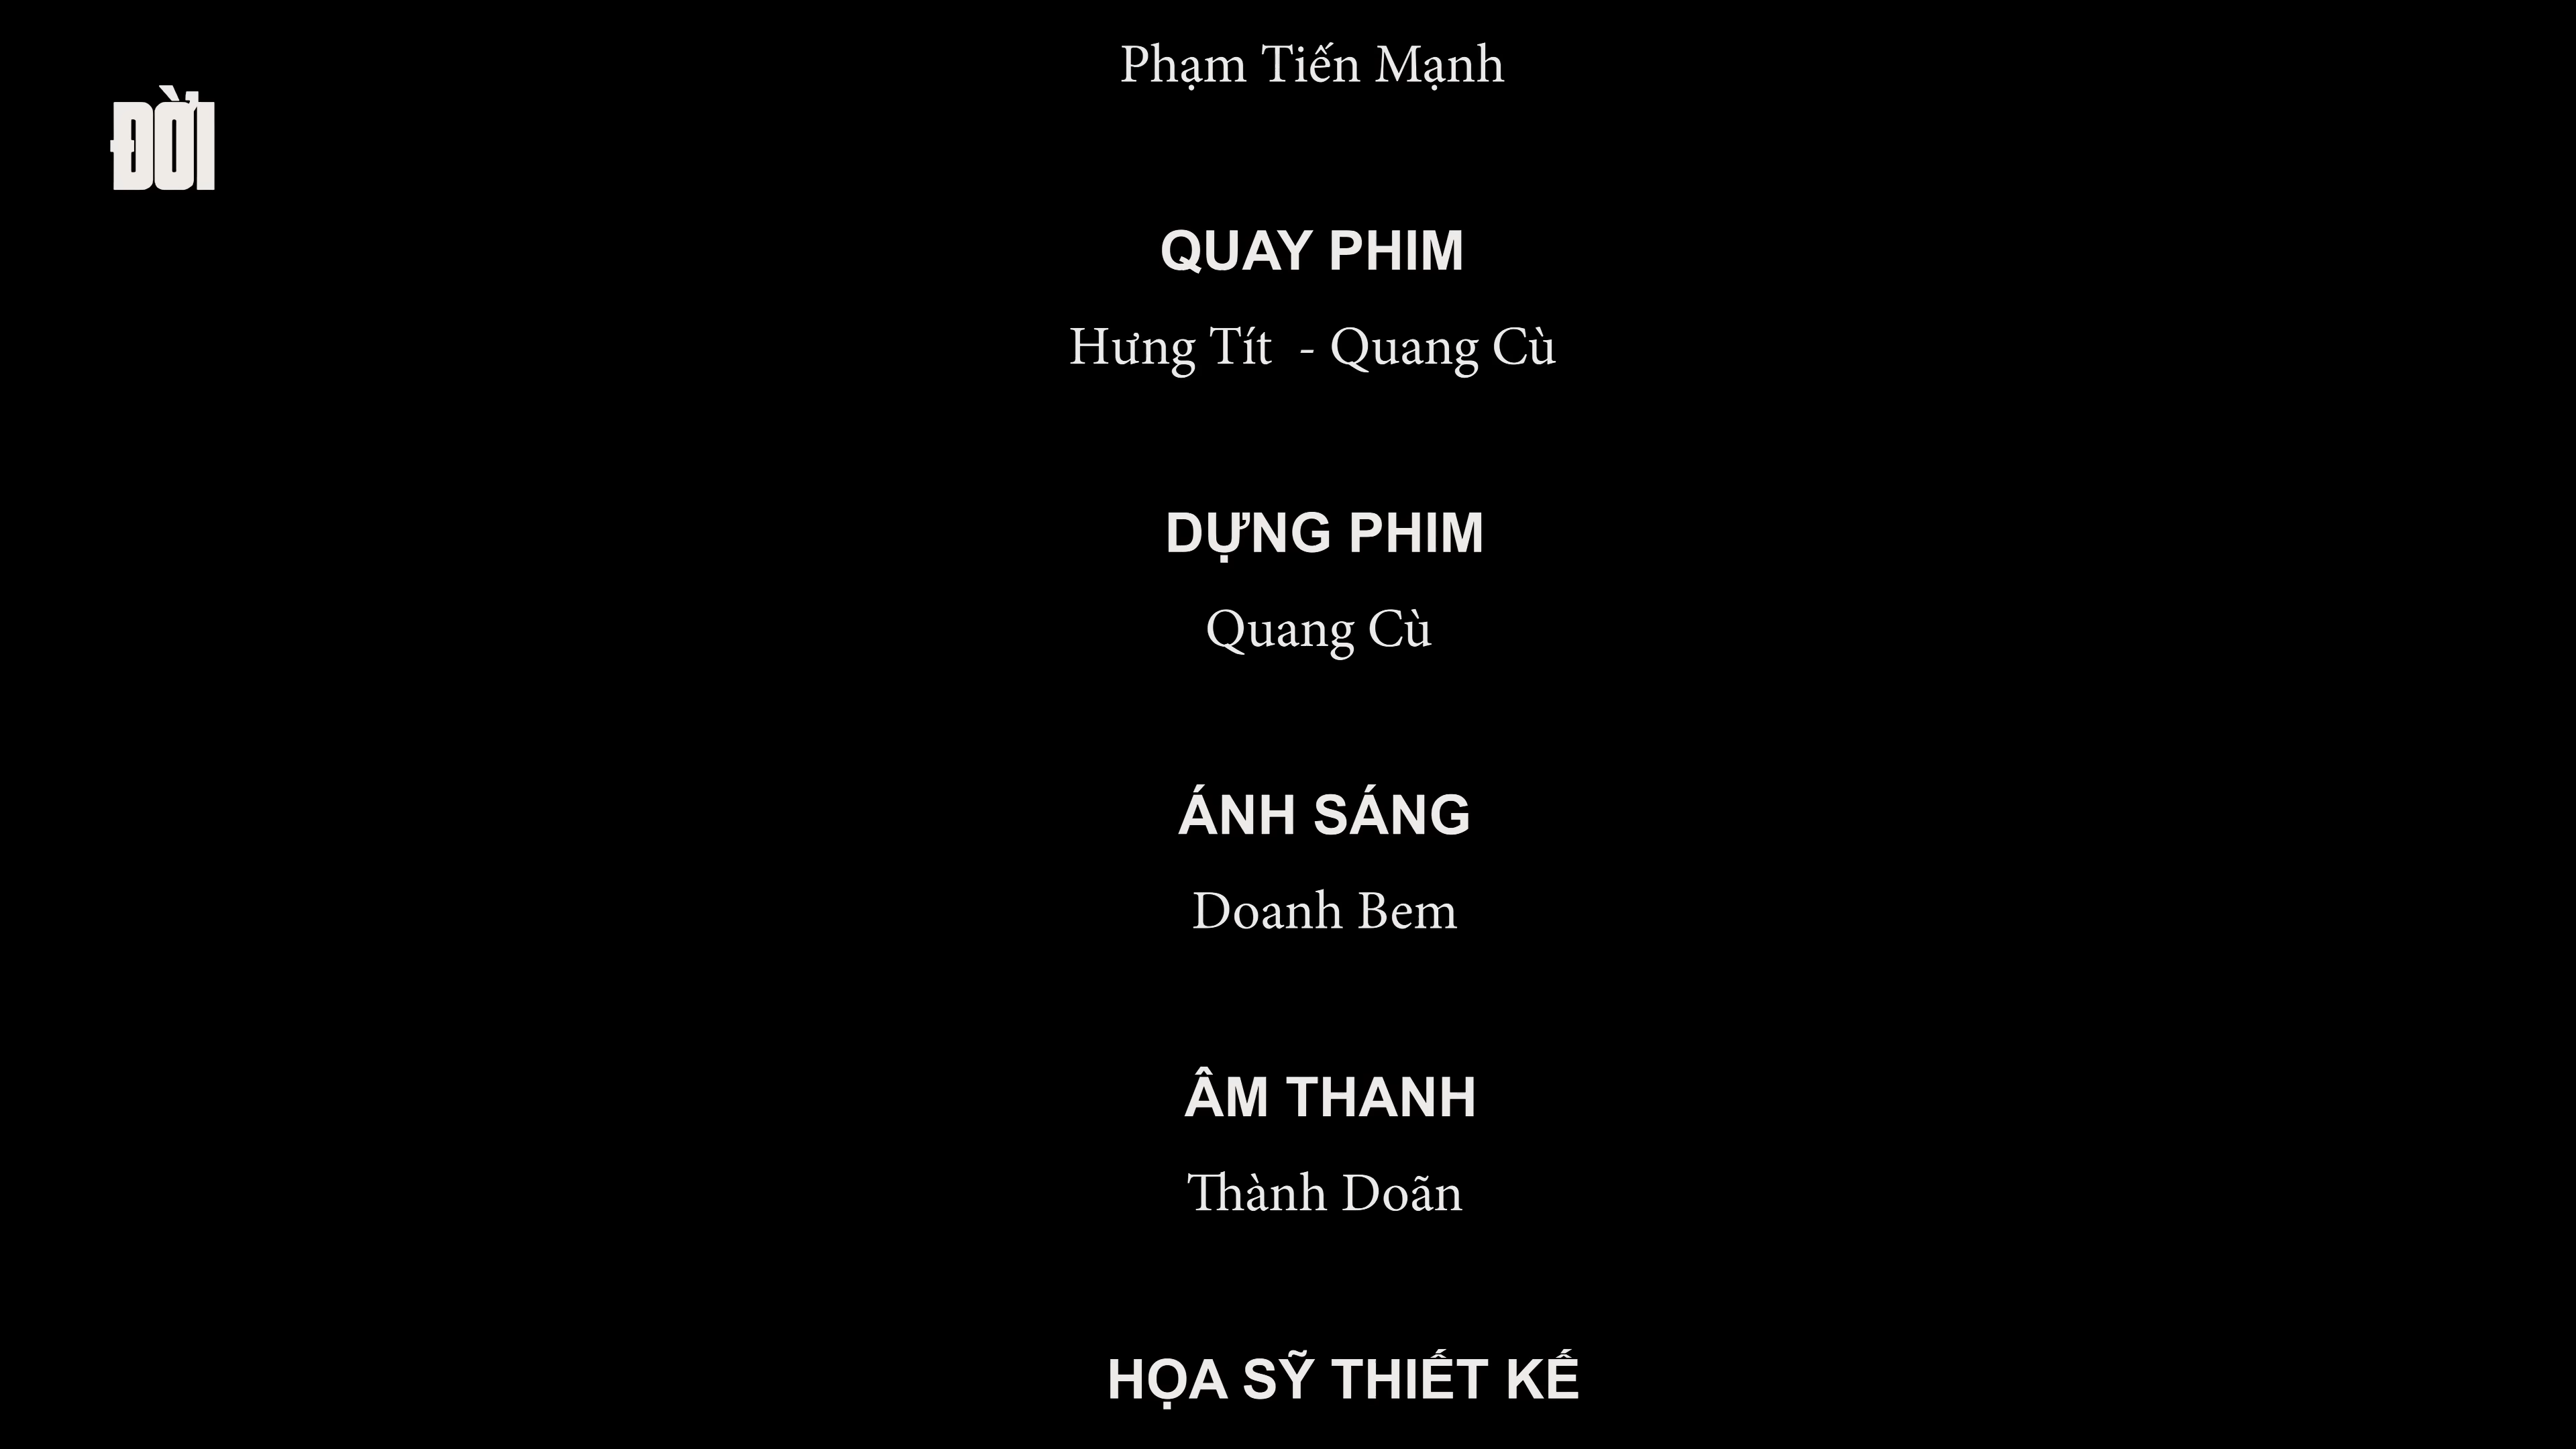 ĐỜI
Phạm Tiến Mạnh
QUAY PHIM
Hưng Tít - Quang Cù
DỰNG PHIM
Quang Cù
ÁNH SÁNG
Doanh Bem
ÂM THANH
Thành Doãn
HỌA SỸ THIẾT KẾ